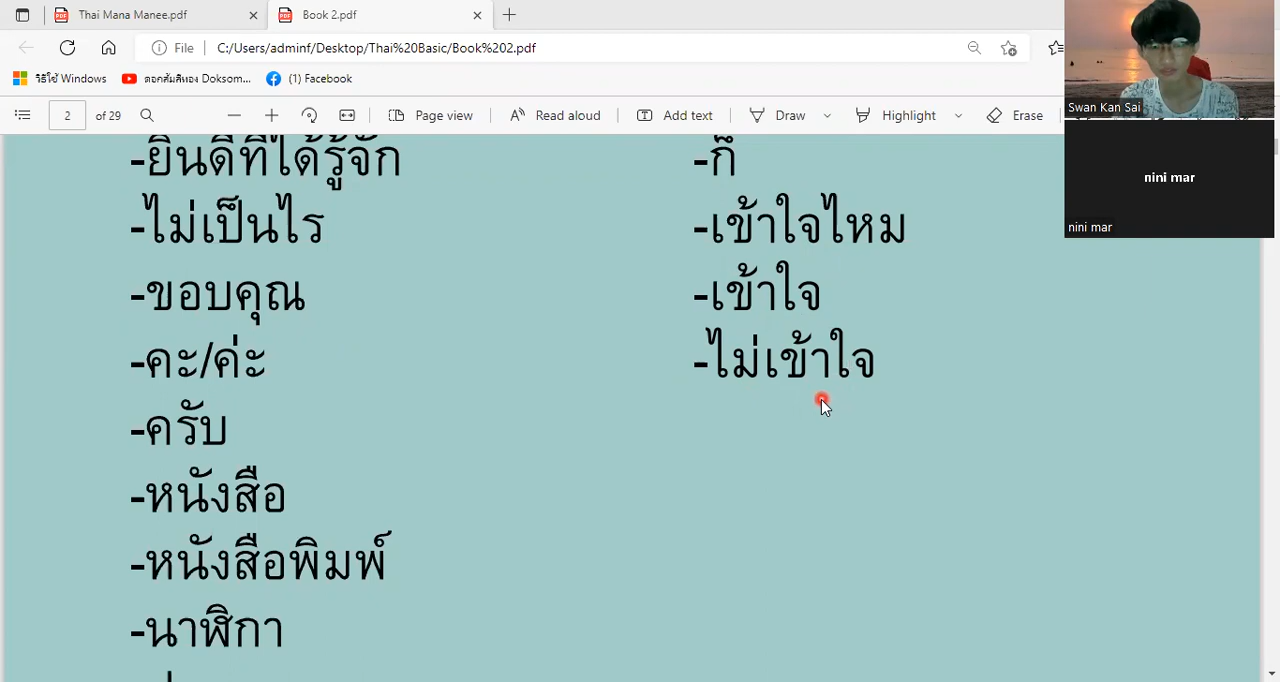 Thai Mana Manee.pdf
Book 2.pdf
File
C:/Users/adminf/Desktop/Thai%20Basic/Book%202.pdf
วิธีใช้ Windows
ดอกส้มสีทอง Doksom...
(1) Facebook
2 of 29
Page view
Read aloud
Add text
Draw
Highlight
Erase
Swan Kan Sai
nini mar
nini mar
-ยินดีที่ได้รู้จัก
-ไม่เป็นไร
-ขอบคุณ
-คะ/ค่ะ
-ครับ
-หนังสือ
-หนังสือพิมพ์
-นาฬิกา
-ก็
-เข้าใจไหม
-เข้าใจ
-ไม่เข้าใจ